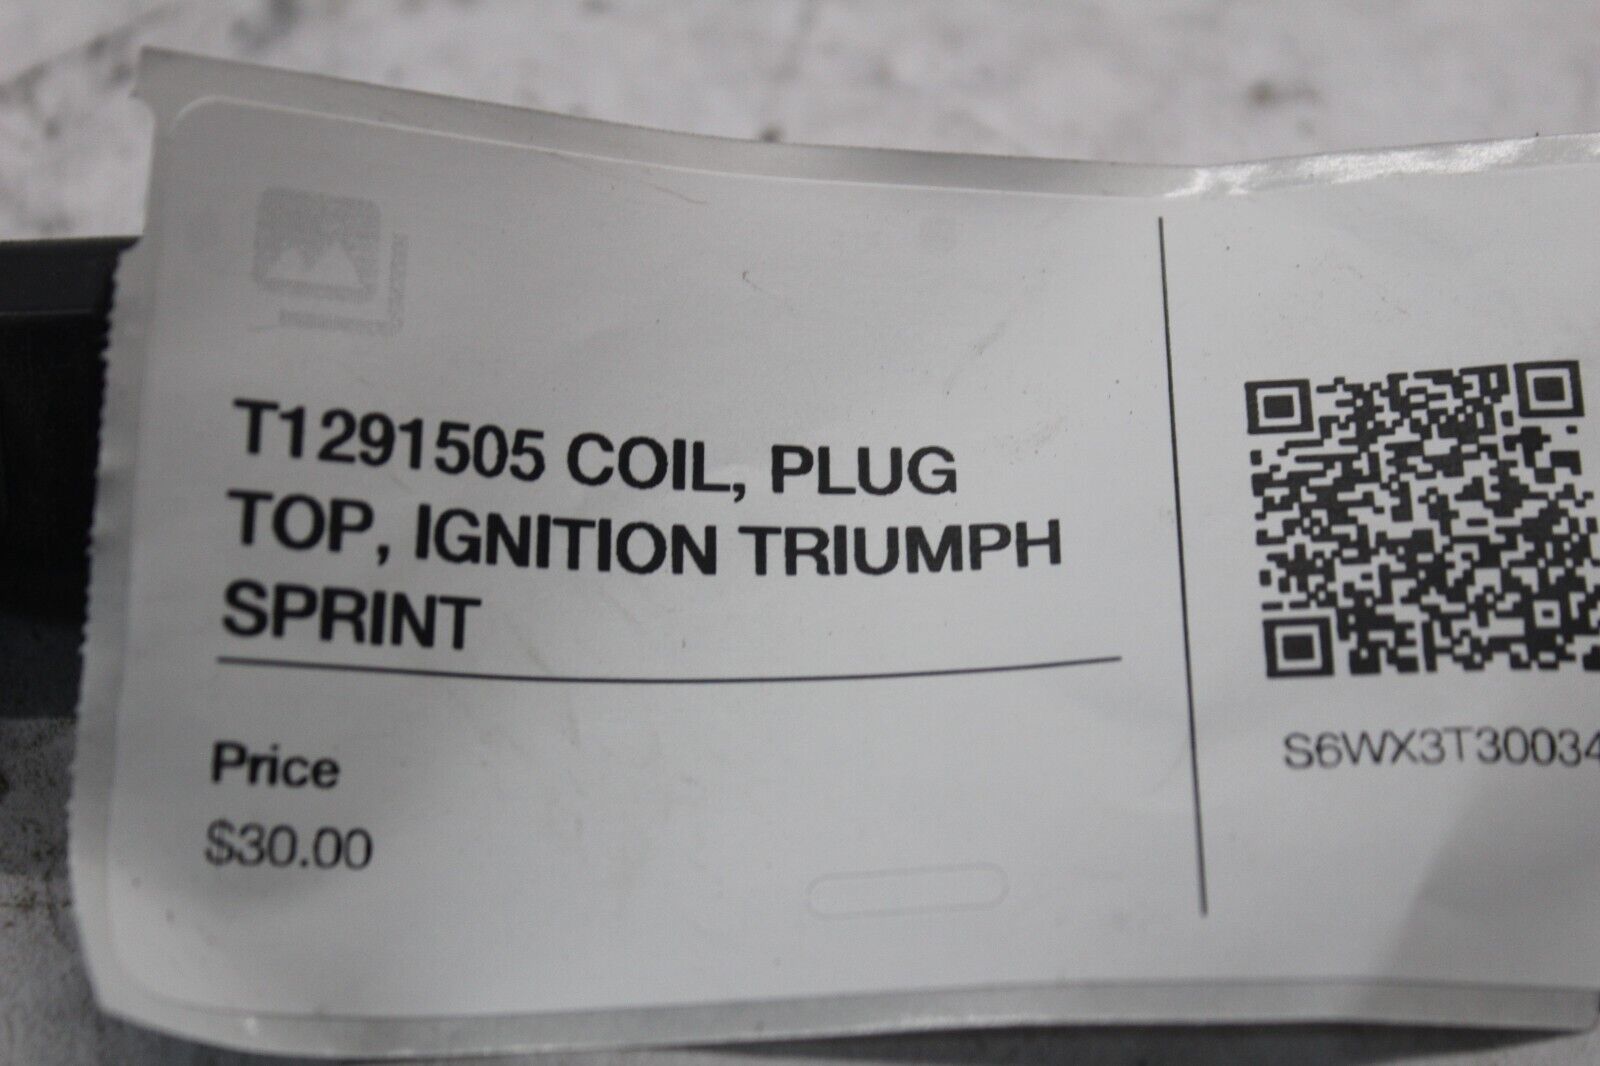 T1291505 COIL, PLUG
TOP, IGNITION TRIUMPH
SPRINT
Price
$30.00
S6WX3T30034